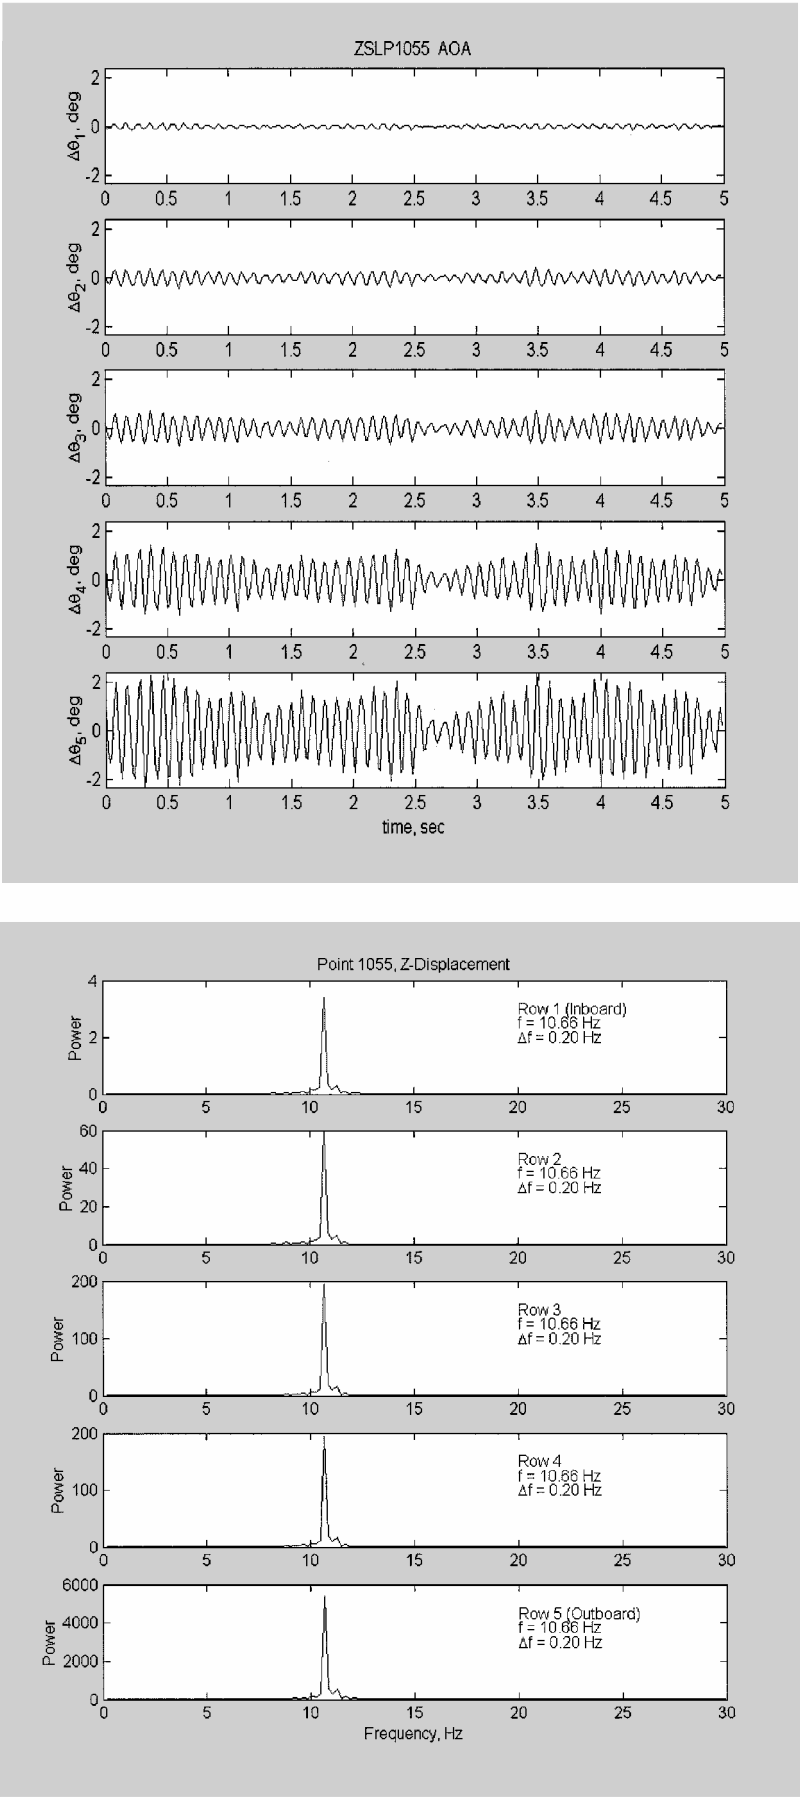 ZSLP1055 AOA
Δθ1, deg
2
0
-2
0 0.5 1 1.5 2 2.5 3 3.5 4 4.5 5
Δθ2, deg
2
0
-2
0 0.5 1 1.5 2 2.5 3 3.5 4 4.5 5
Δθ3, deg
2
0
-2
0 0.5 1 1.5 2 2.5 3 3.5 4 4.5 5
Δθ4, deg
2
0
-2
0 0.5 1 1.5 2 2.5 3 3.5 4 4.5 5
Δθ5, deg
2
0
-2
0 0.5 1 1.5 2 2.5 3 3.5 4 4.5 5
time, sec
Point 1055, Z-Displacement
Power
4
2
0
Row 1 (Inboard)
f = 10.66 Hz
Δf = 0.20 Hz
0 5 10 15 20 25 30
Power
60
40
20
0
Row 2
f = 10.66 Hz
Δf = 0.20 Hz
0 5 10 15 20 25 30
Power
200
100
0
Row 3
f = 10.66 Hz
Δf = 0.20 Hz
0 5 10 15 20 25 30
Power
200
100
0
Row 4
f = 10.66 Hz
Δf = 0.20 Hz
0 5 10 15 20 25 30
Power
6000
4000
2000
0
Row 5 (Outboard)
f = 10.66 Hz
Δf = 0.20 Hz
0 5 10 15 20 25 30
Frequency, Hz